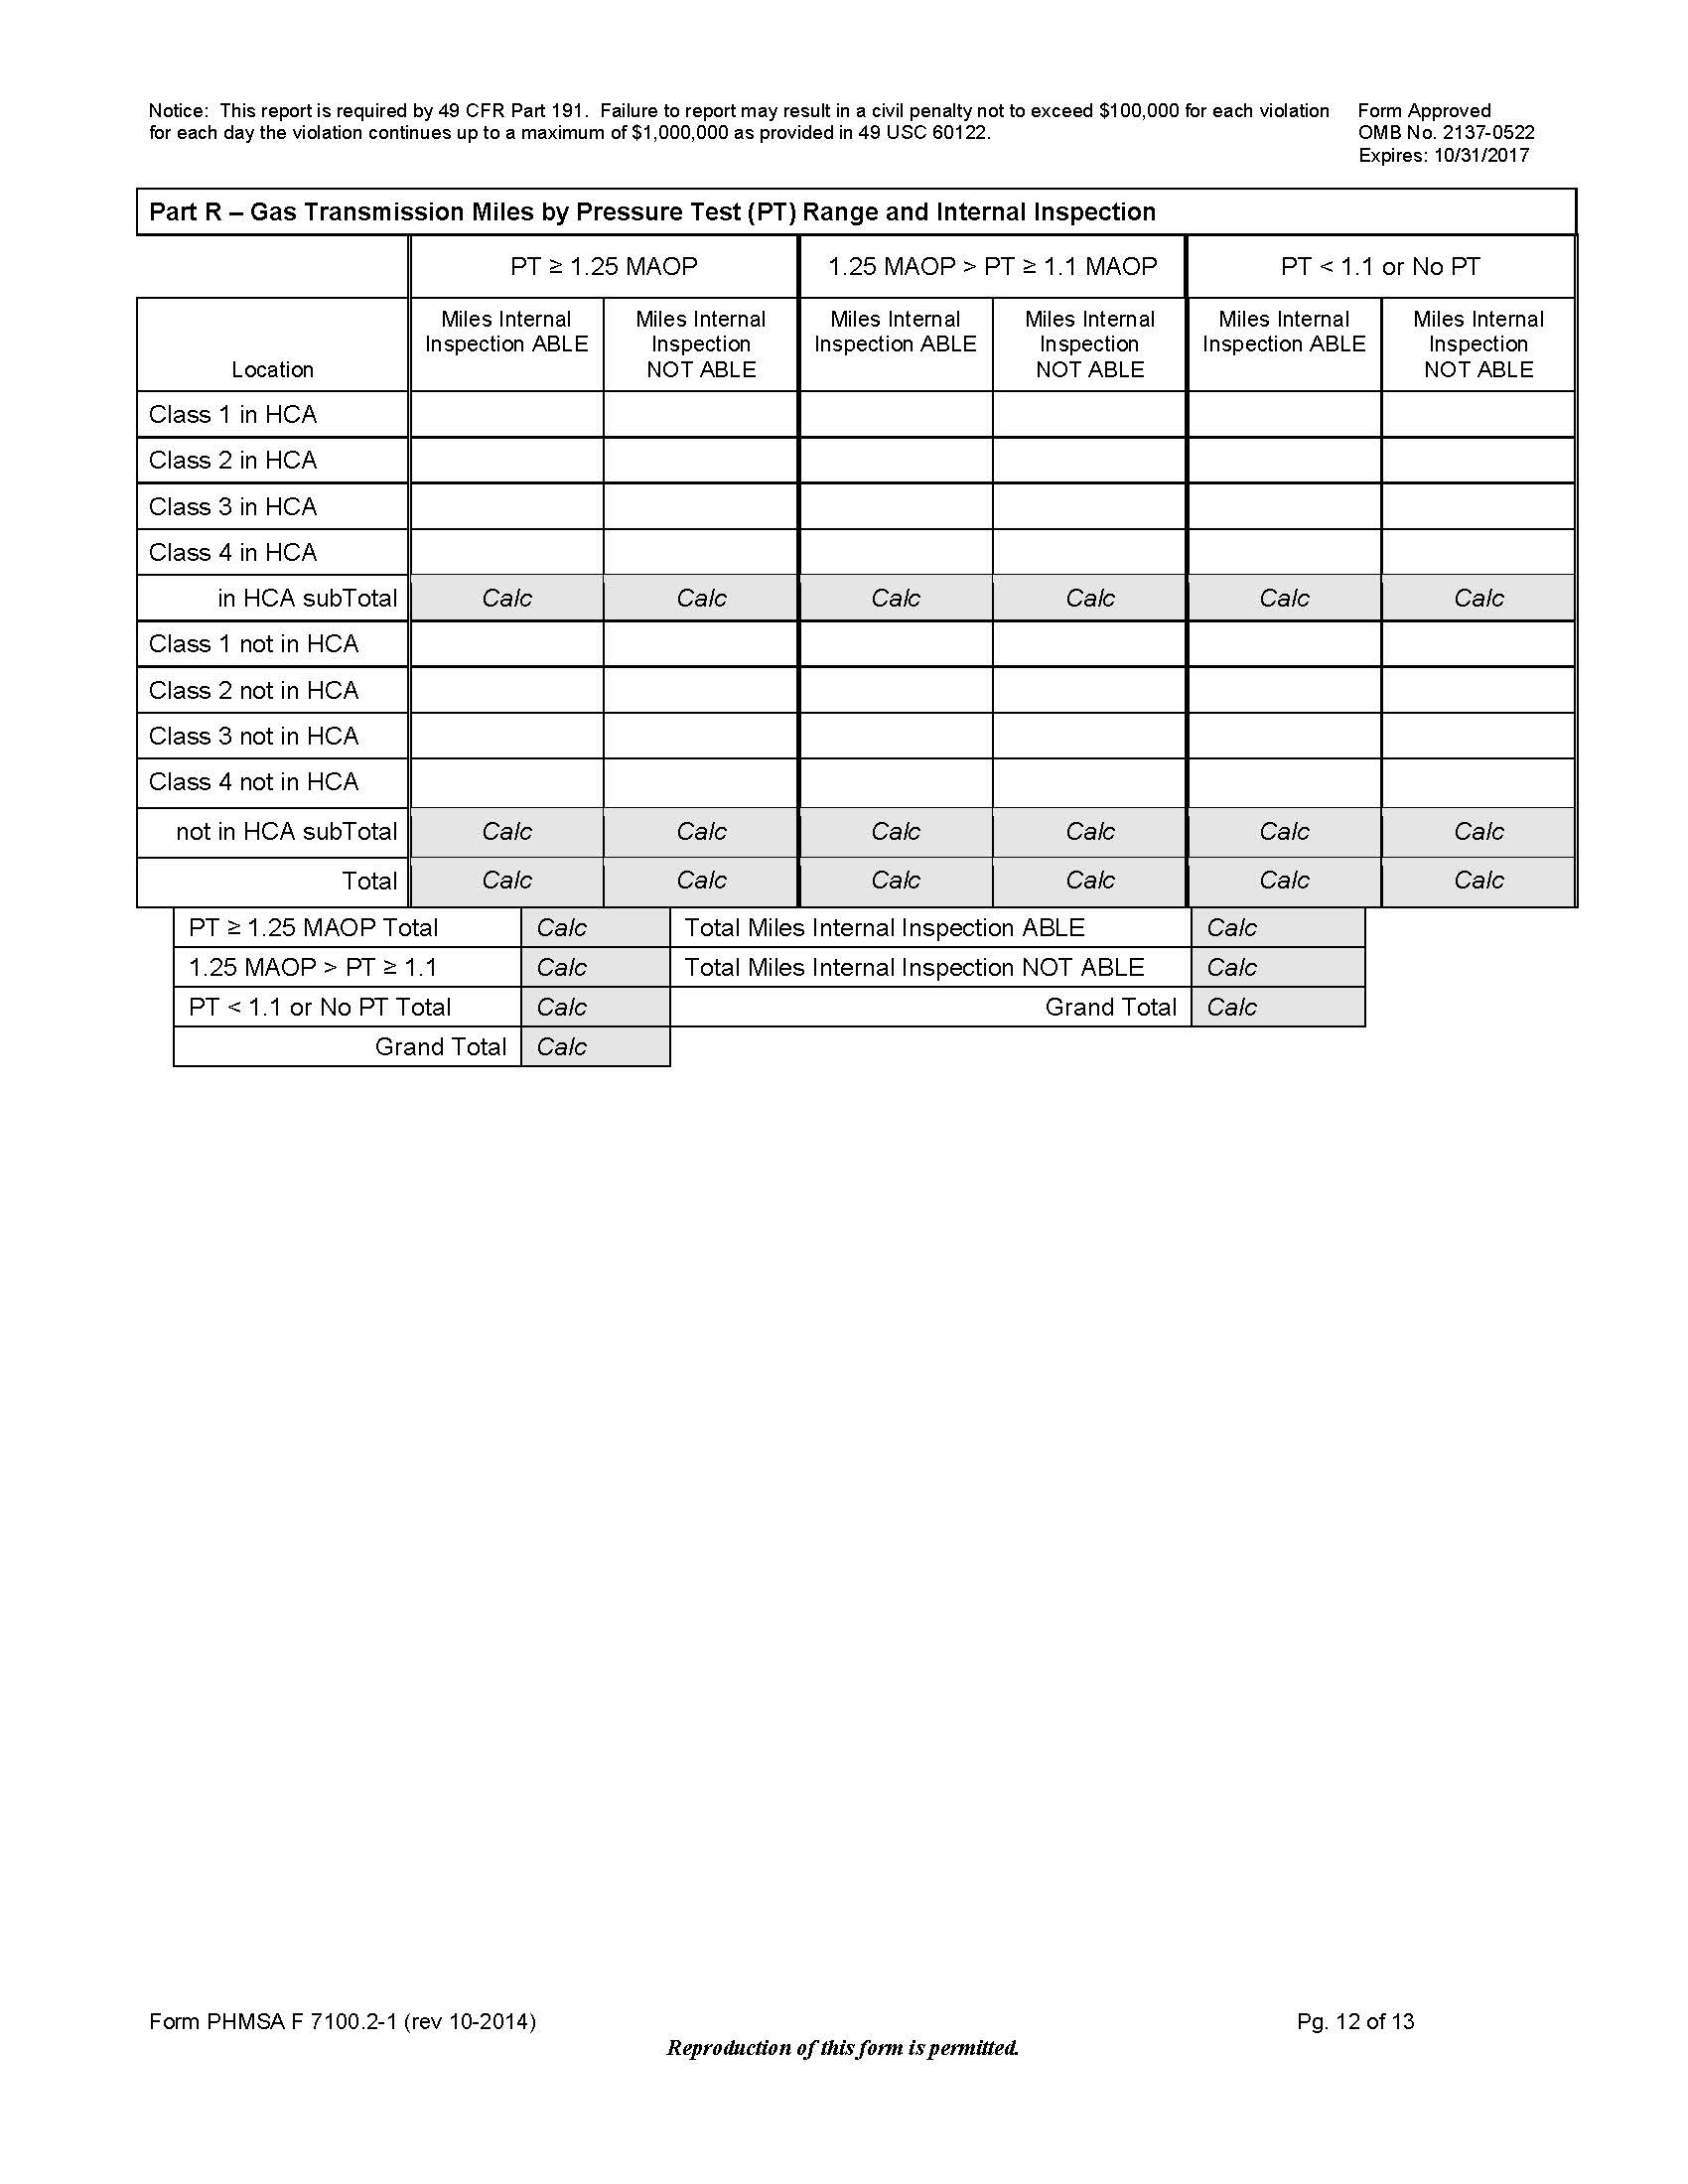 Notice:  This report is required by 49 CFR Part 191.  Failure to report may result in a civil penalty not to exceed $100,000 for each violation
for each day the violation continues up to a maximum of $1,000,000 as provided in 49 USC 60122.
Form Approved
OMB No. 2137-0522
Expires: 10/31/2017
Part R – Gas Transmission Miles by Pressure Test (PT) Range and Internal Inspection
PT ≥ 1.25 MAOP 1.25 MAOP > PT ≥ 1.1 MAOP PT < 1.1 or No PT
Location
Miles Internal
Inspection ABLE
Miles Internal
Inspection
NOT ABLE
Miles Internal
Inspection ABLE
Miles Internal
Inspection
NOT ABLE
Miles Internal
Inspection ABLE
Miles Internal
Inspection
NOT ABLE
Class 1 in HCA
Class 2 in HCA
Class 3 in HCA
Class 4 in HCA
in HCA subTotal Calc Calc Calc Calc Calc Calc
Class 1 not in HCA
Class 2 not in HCA
Class 3 not in HCA
Class 4 not in HCA
not in HCA subTotal Calc Calc Calc Calc Calc Calc
Total Calc Calc Calc Calc Calc Calc
PT ≥ 1.25 MAOP Total Calc Total Miles Internal Inspection ABLE Calc
1.25 MAOP > PT ≥ 1.1 Calc Total Miles Internal Inspection NOT ABLE Calc
PT < 1.1 or No PT Total Calc Grand Total Calc
Grand Total Calc
Form PHMSA F 7100.2-1 (rev 10-2014) Pg. 12 of 13
Reproduction of this form is permitted.